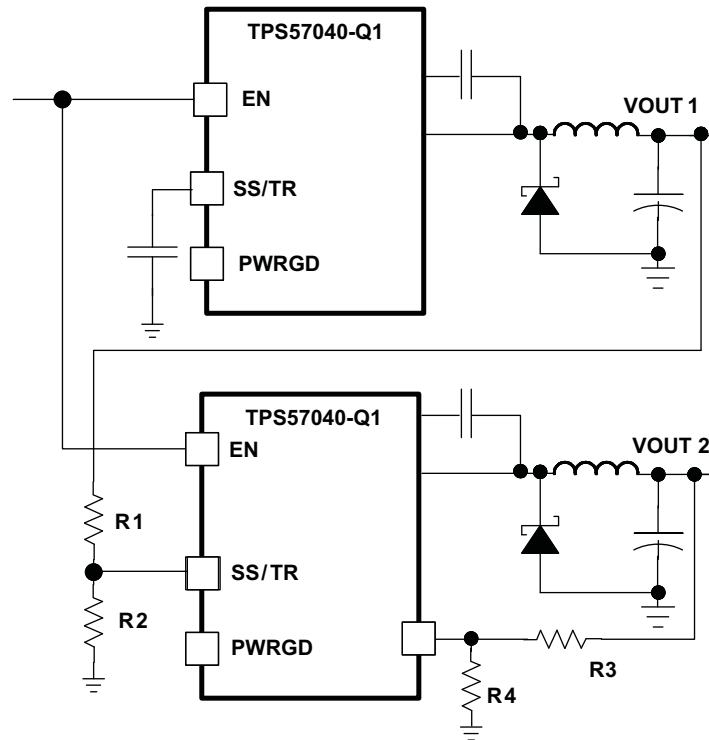 TPS57040-Q1
EN
VOUT 1
SS/TR
PWRGD
TPS57040-Q1
EN
VOUT 2
R1
SS/TR
R2
PWRGD
R3
R4